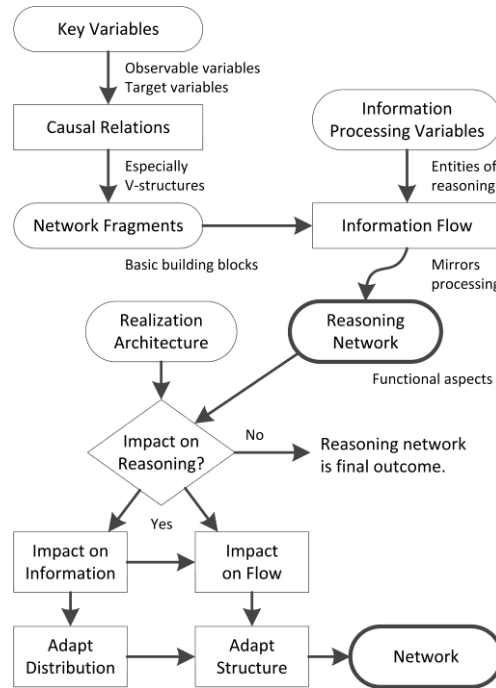 Key Variables
Observable variables
Target variables
Causal Relations
Information
Processing Variables
Especially
V-structures
Entities of
reasoning
Network Fragments
Information Flow
Basic building blocks
Mirrors
processing
Realization
Architecture
Reasoning
Network
Functional aspects
Impact on
Reasoning?
No
Reasoning network
is final outcome.
Yes
Impact on
Information
Impact
on Flow
Adapt
Distribution
Adapt
Structure
Network